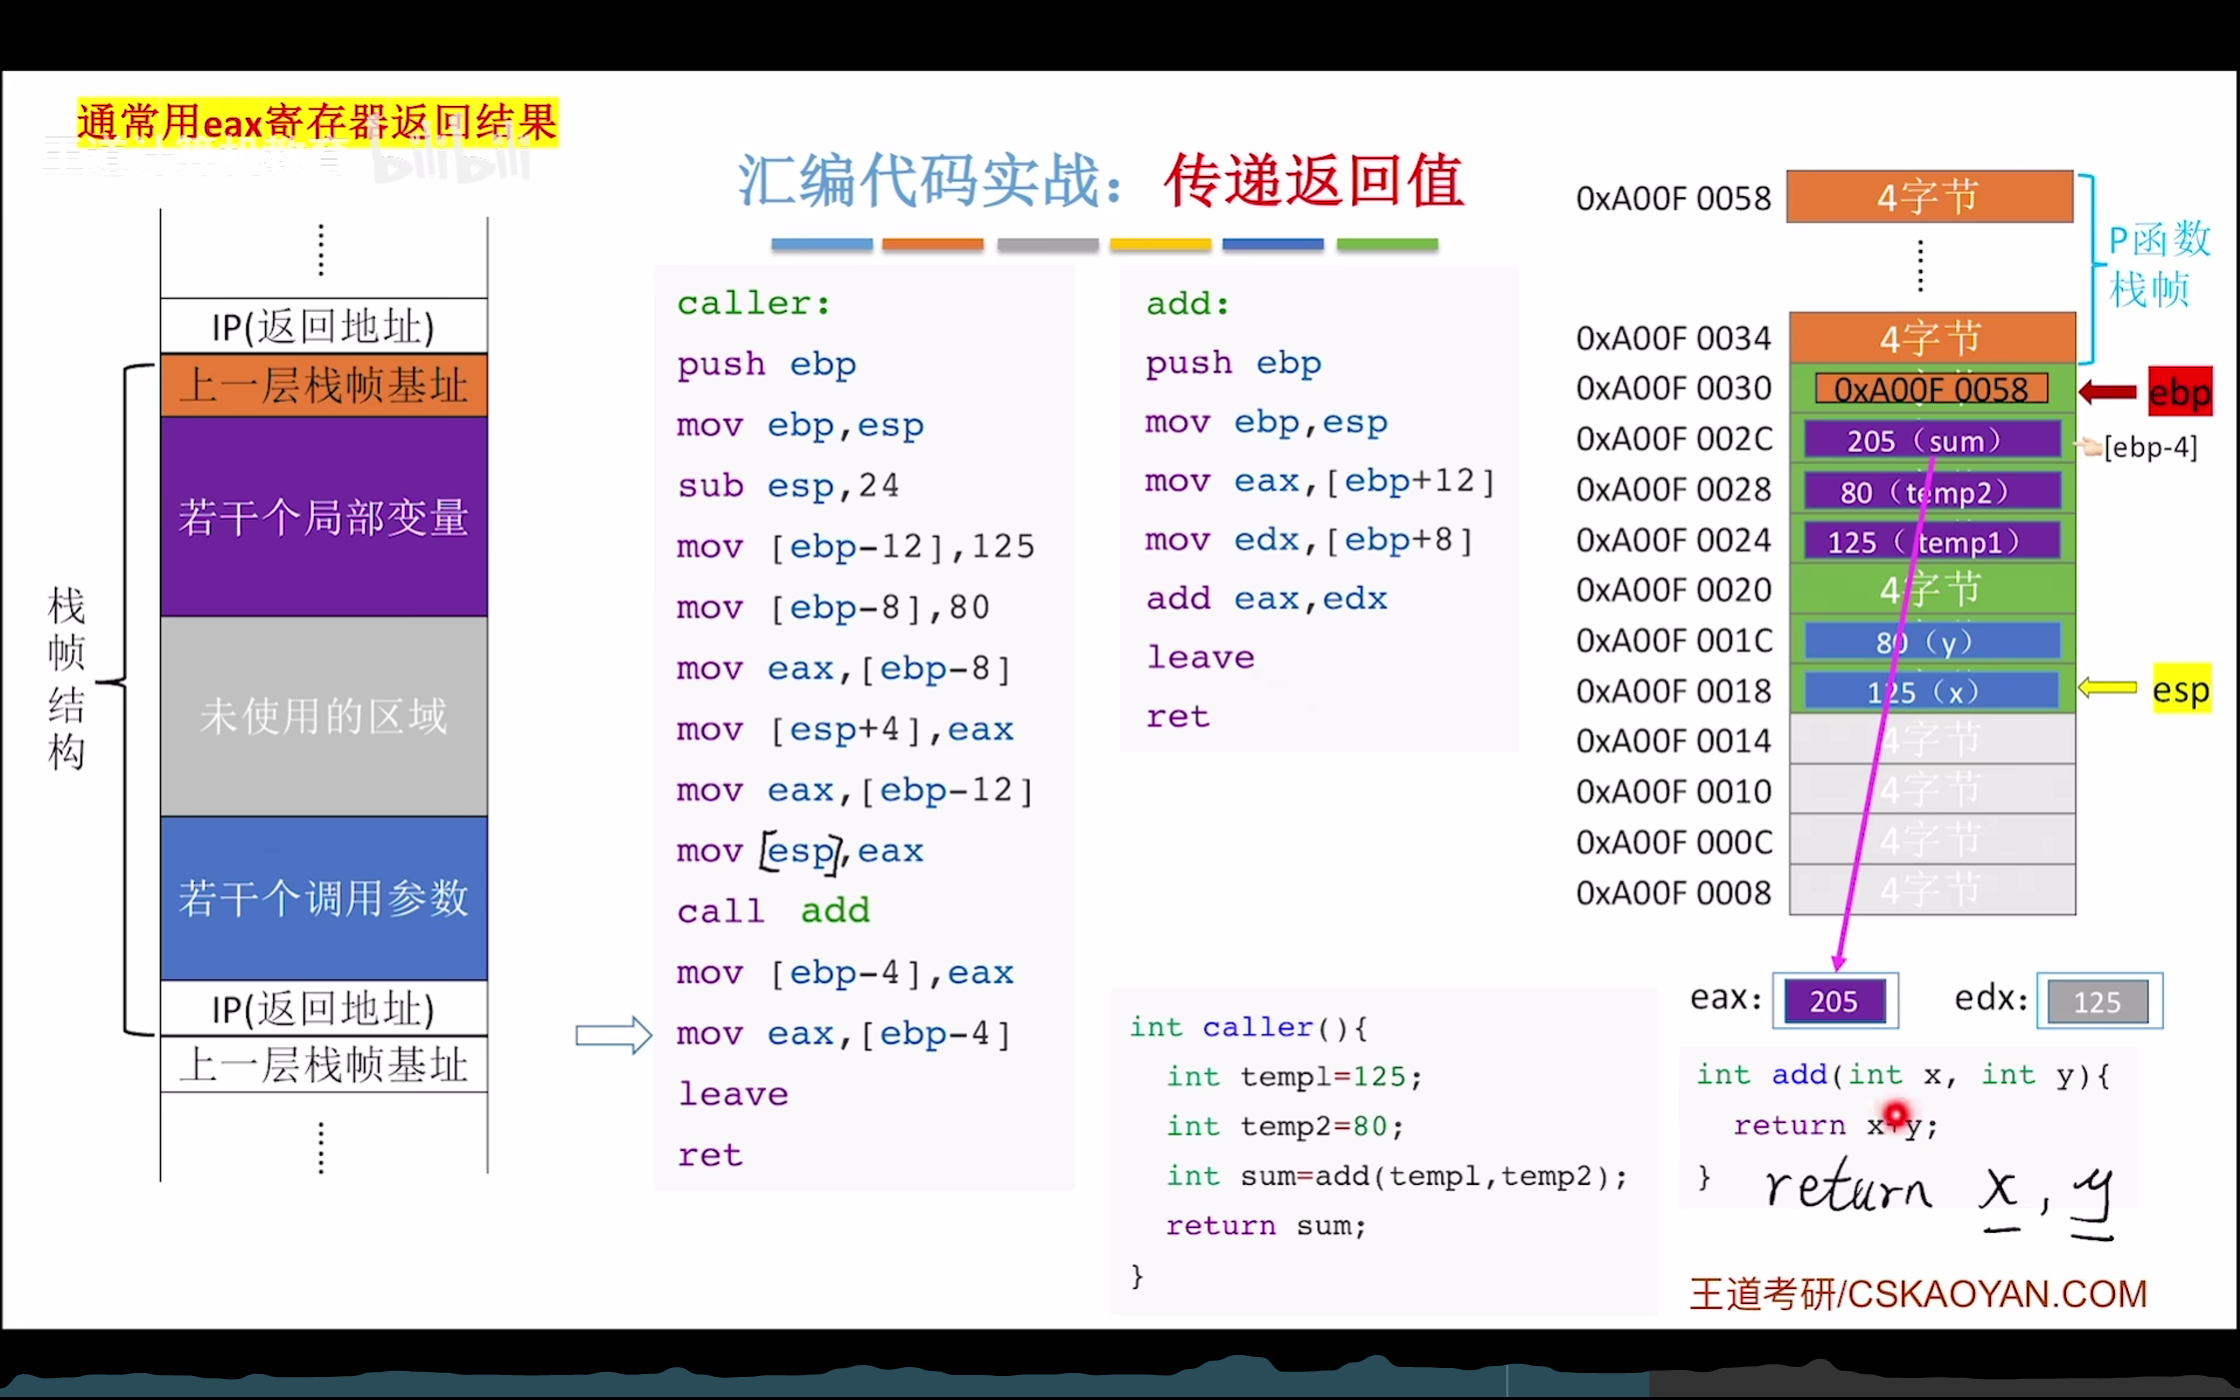 通常用eax寄存器返回结果
王道计算机教育 bilibili
汇编代码实战：传递返回值
IP(返回地址)
上一层栈帧基址
若干个局部变量
未使用的区域
若干个调用参数
IP(返回地址)
上一层栈帧基址
栈帧结构
caller:
push ebp
mov ebp,esp
sub esp,24
mov [ebp-12],125
mov [ebp-8],80
mov eax,[ebp-8]
mov [esp+4],eax
mov eax,[ebp-12]
mov [esp],eax
call add
mov [ebp-4],eax
mov eax,[ebp-4]
leave
ret
add:
push ebp
mov ebp,esp
mov eax,[ebp+12]
mov edx,[ebp+8]
add eax,edx
leave
ret
int caller(){
int temp1=125;
int temp2=80;
int sum=add(temp1,temp2);
return sum;
}
0xA00F 0058 4字节
P函数
栈帧
0xA00F 0034 4字节
0xA00F 0030 0xA00F 0058 ebp
0xA00F 002C 205（sum） [ebp-4]
0xA00F 0028 80（temp2）
0xA00F 0024 125（temp1）
0xA00F 0020 4字节
0xA00F 001C 80（y）
0xA00F 0018 125（x） esp
0xA00F 0014 4字节
0xA00F 0010 4字节
0xA00F 000C 4字节
0xA00F 0008 4字节
eax: 205 edx: 125
int add(int x, int y){
return x+y;
}
return x , y
王道考研/CSKAOYAN.COM